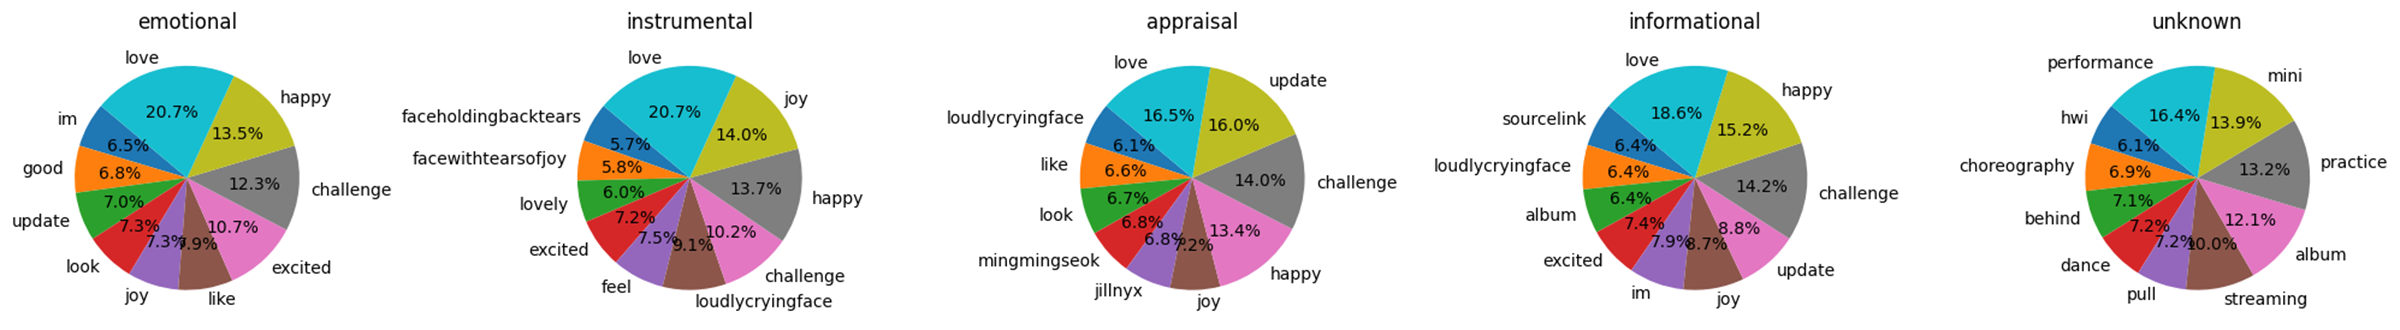 emotional
love
20.7%
im
6.5%
good
6.8%
update
7.0%
look
7.3%
joy
7.3%
like
7.9%
excited
10.7%
challenge
12.3%
happy
13.5%
instrumental
love
20.7%
faceholdingbacktears
5.7%
facewithtearsofjoy
5.8%
lovely
6.0%
excited
7.2%
feel
7.5%
loudlycryingface
9.1%
challenge
10.2%
happy
13.7%
joy
14.0%
appraisal
love
16.5%
loudlycryingface
6.1%
like
6.6%
look
6.7%
mingmingseok
6.8%
jillnyx
6.8%
joy
7.2%
happy
13.4%
challenge
14.0%
update
16.0%
informational
love
18.6%
sourcelink
6.4%
loudlycryingface
6.4%
album
6.4%
excited
7.4%
im
7.9%
joy
8.7%
update
8.8%
challenge
14.2%
happy
15.2%
unknown
performance
16.4%
hwi
6.1%
choreography
6.9%
behind
7.1%
dance
7.2%
pull
7.2%
streaming
10.0%
album
12.1%
practice
13.2%
mini
13.9%